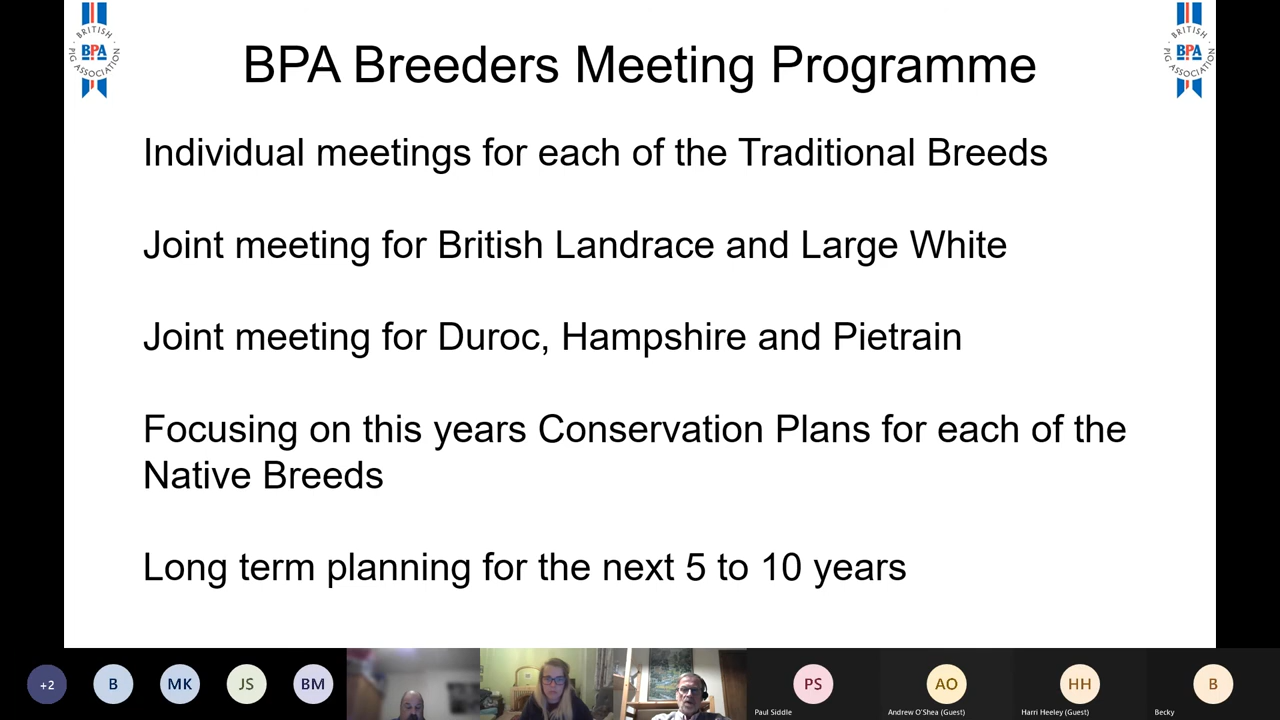 BRITISH
BPA
PIG ASSOCIATION
BPA Breeders Meeting Programme
BRITISH
BPA
PIG ASSOCIATION
Individual meetings for each of the Traditional Breeds
Joint meeting for British Landrace and Large White
Joint meeting for Duroc, Hampshire and Pietrain
Focusing on this years Conservation Plans for each of the
Native Breeds
Long term planning for the next 5 to 10 years
+2
B
MK
JS
BM
PS
AO
HH
B
Paul Siddle
Andrew O'Shea (Guest)
Harri Heeley (Guest)
Becky